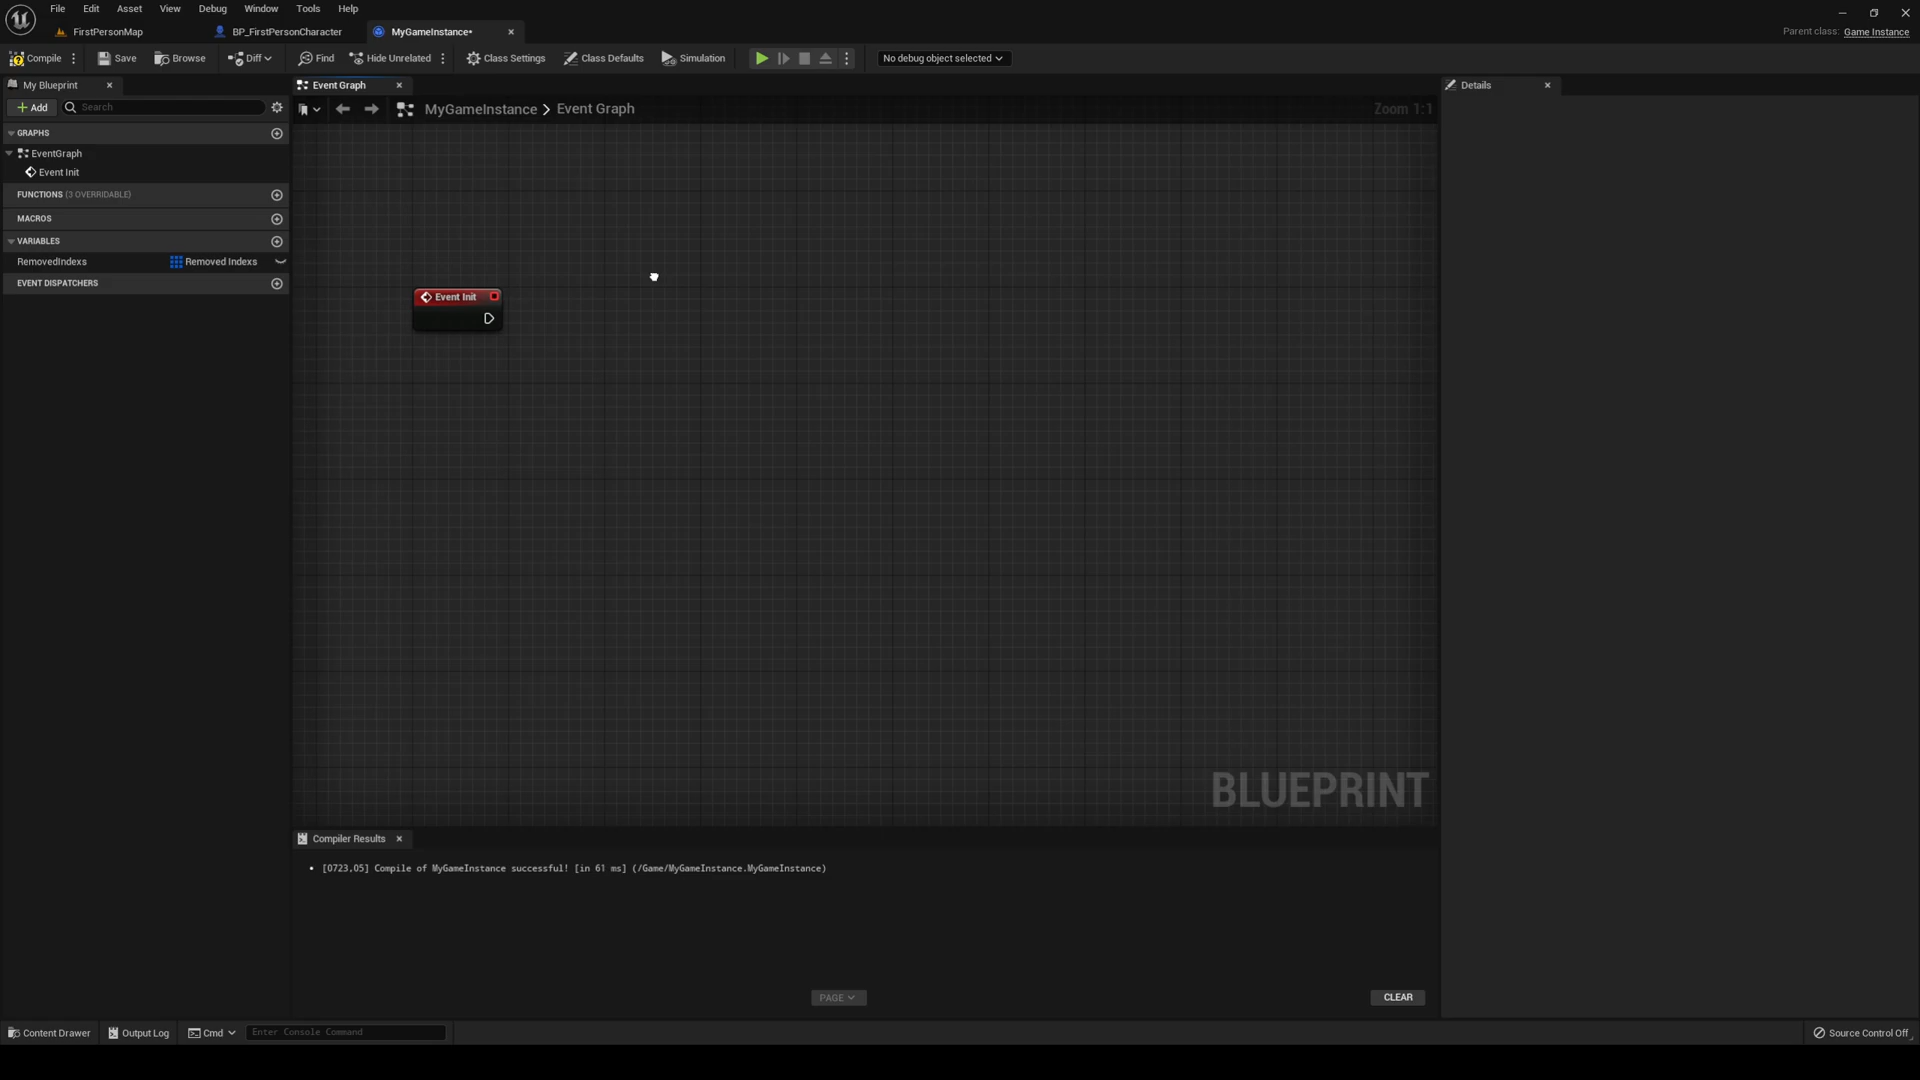 File Edit Asset View Debug Window Tools Help
FirstPersonMap BP_FirstPersonCharacter MyGameInstance•
Parent class: Game Instance
Compile Save Browse Diff Find Hide Unrelated Class Settings Class Defaults Simulation No debug object selected
My Blueprint
Event Graph
Details
Add Search
MyGameInstance > Event Graph
Zoom 1:1
GRAPHS
EventGraph
Event Init
FUNCTIONS (3 OVERRIDABLE)
MACROS
VARIABLES
RemovedIndexs Removed Indexs
EVENT DISPATCHERS
Event Init
BLUEPRINT
Compiler Results
• [0723,05] Compile of MyGameInstance successful! [in 61 ms] (/Game/MyGameInstance.MyGameInstance)
PAGE
CLEAR
Content Drawer Output Log Cmd Enter Console Command
Source Control Off